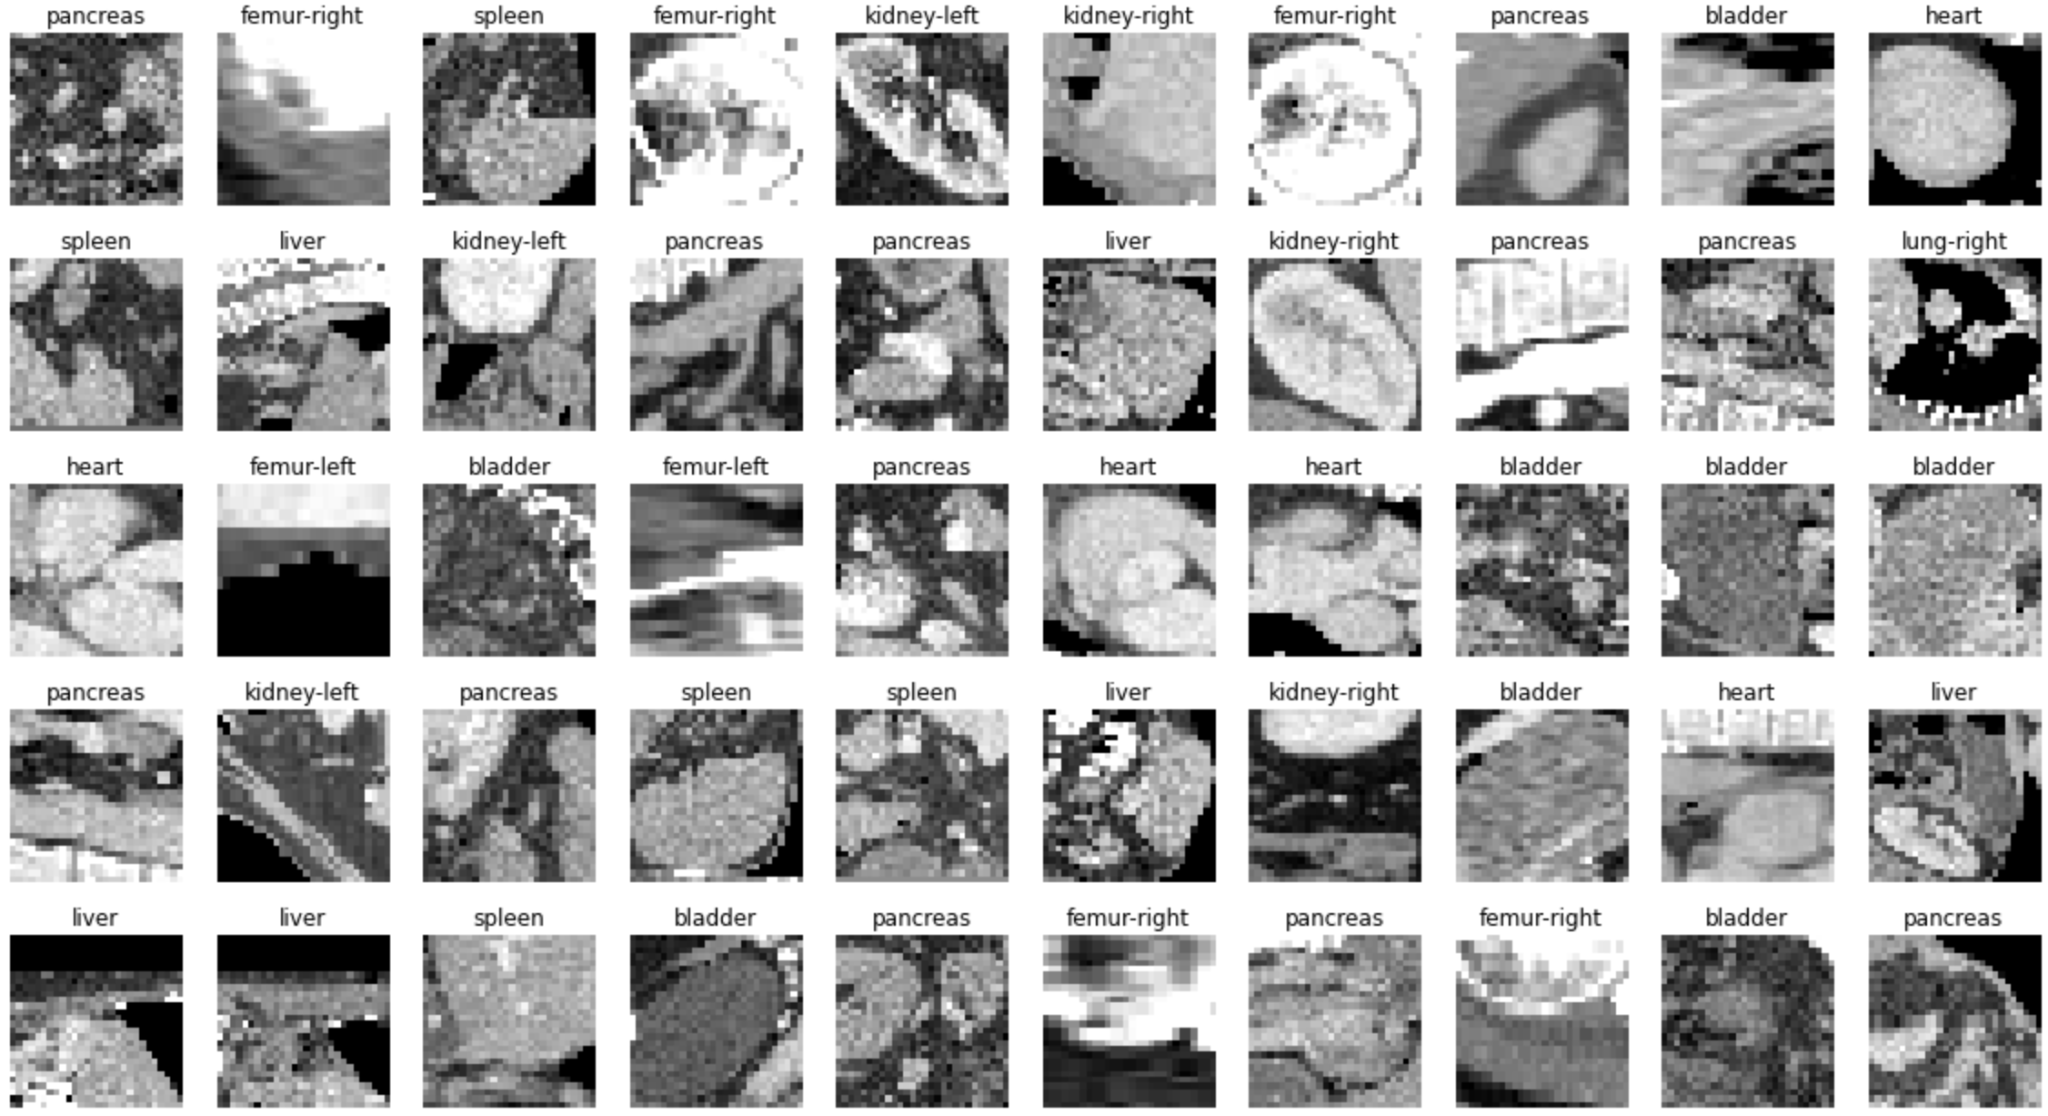 pancreas femur-right spleen femur-right kidney-left kidney-right femur-right pancreas bladder heart
spleen liver kidney-left pancreas pancreas liver kidney-right pancreas pancreas lung-right
heart femur-left bladder femur-left pancreas heart heart bladder bladder bladder
pancreas kidney-left pancreas spleen spleen liver kidney-right bladder heart liver
liver liver spleen bladder pancreas femur-right pancreas femur-right bladder pancreas